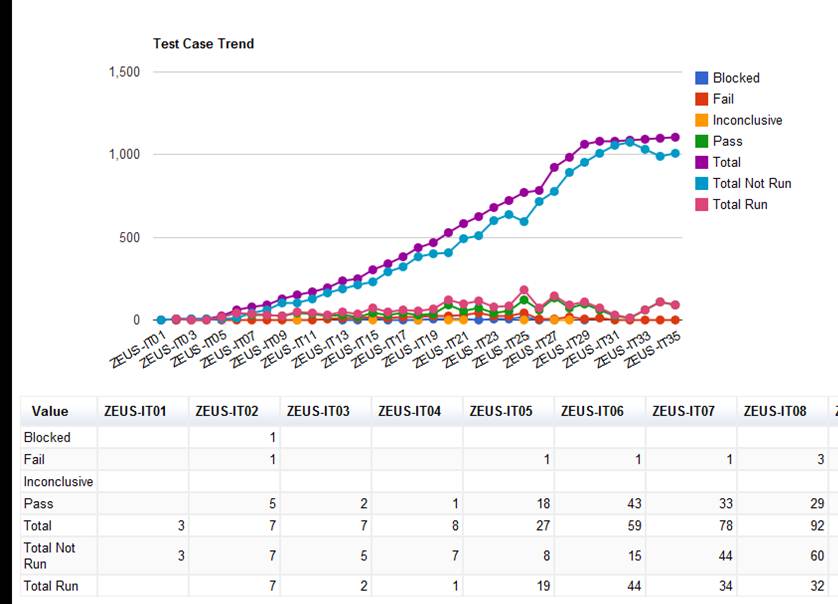 Test Case Trend
1,500
1,000
500
0
Blocked
Fail
Inconclusive
Pass
Total
Total Not Run
Total Run
ZEUS-IT01 ZEUS-IT03 ZEUS-IT05 ZEUS-IT07 ZEUS-IT09 ZEUS-IT11 ZEUS-IT13 ZEUS-IT15 ZEUS-IT17 ZEUS-IT19 ZEUS-IT21 ZEUS-IT23 ZEUS-IT25 ZEUS-IT27 ZEUS-IT29 ZEUS-IT31 ZEUS-IT33 ZEUS-IT35
Value ZEUS-IT01 ZEUS-IT02 ZEUS-IT03 ZEUS-IT04 ZEUS-IT05 ZEUS-IT06 ZEUS-IT07 ZEUS-IT08
Blocked 1
Fail 1 1 1 1 3
Inconclusive
Pass 5 2 1 18 43 33 29
Total 3 7 7 8 27 59 78 92
Total Not
Run 3 7 5 7 8 15 44 60
Total Run 7 2 1 19 44 34 32